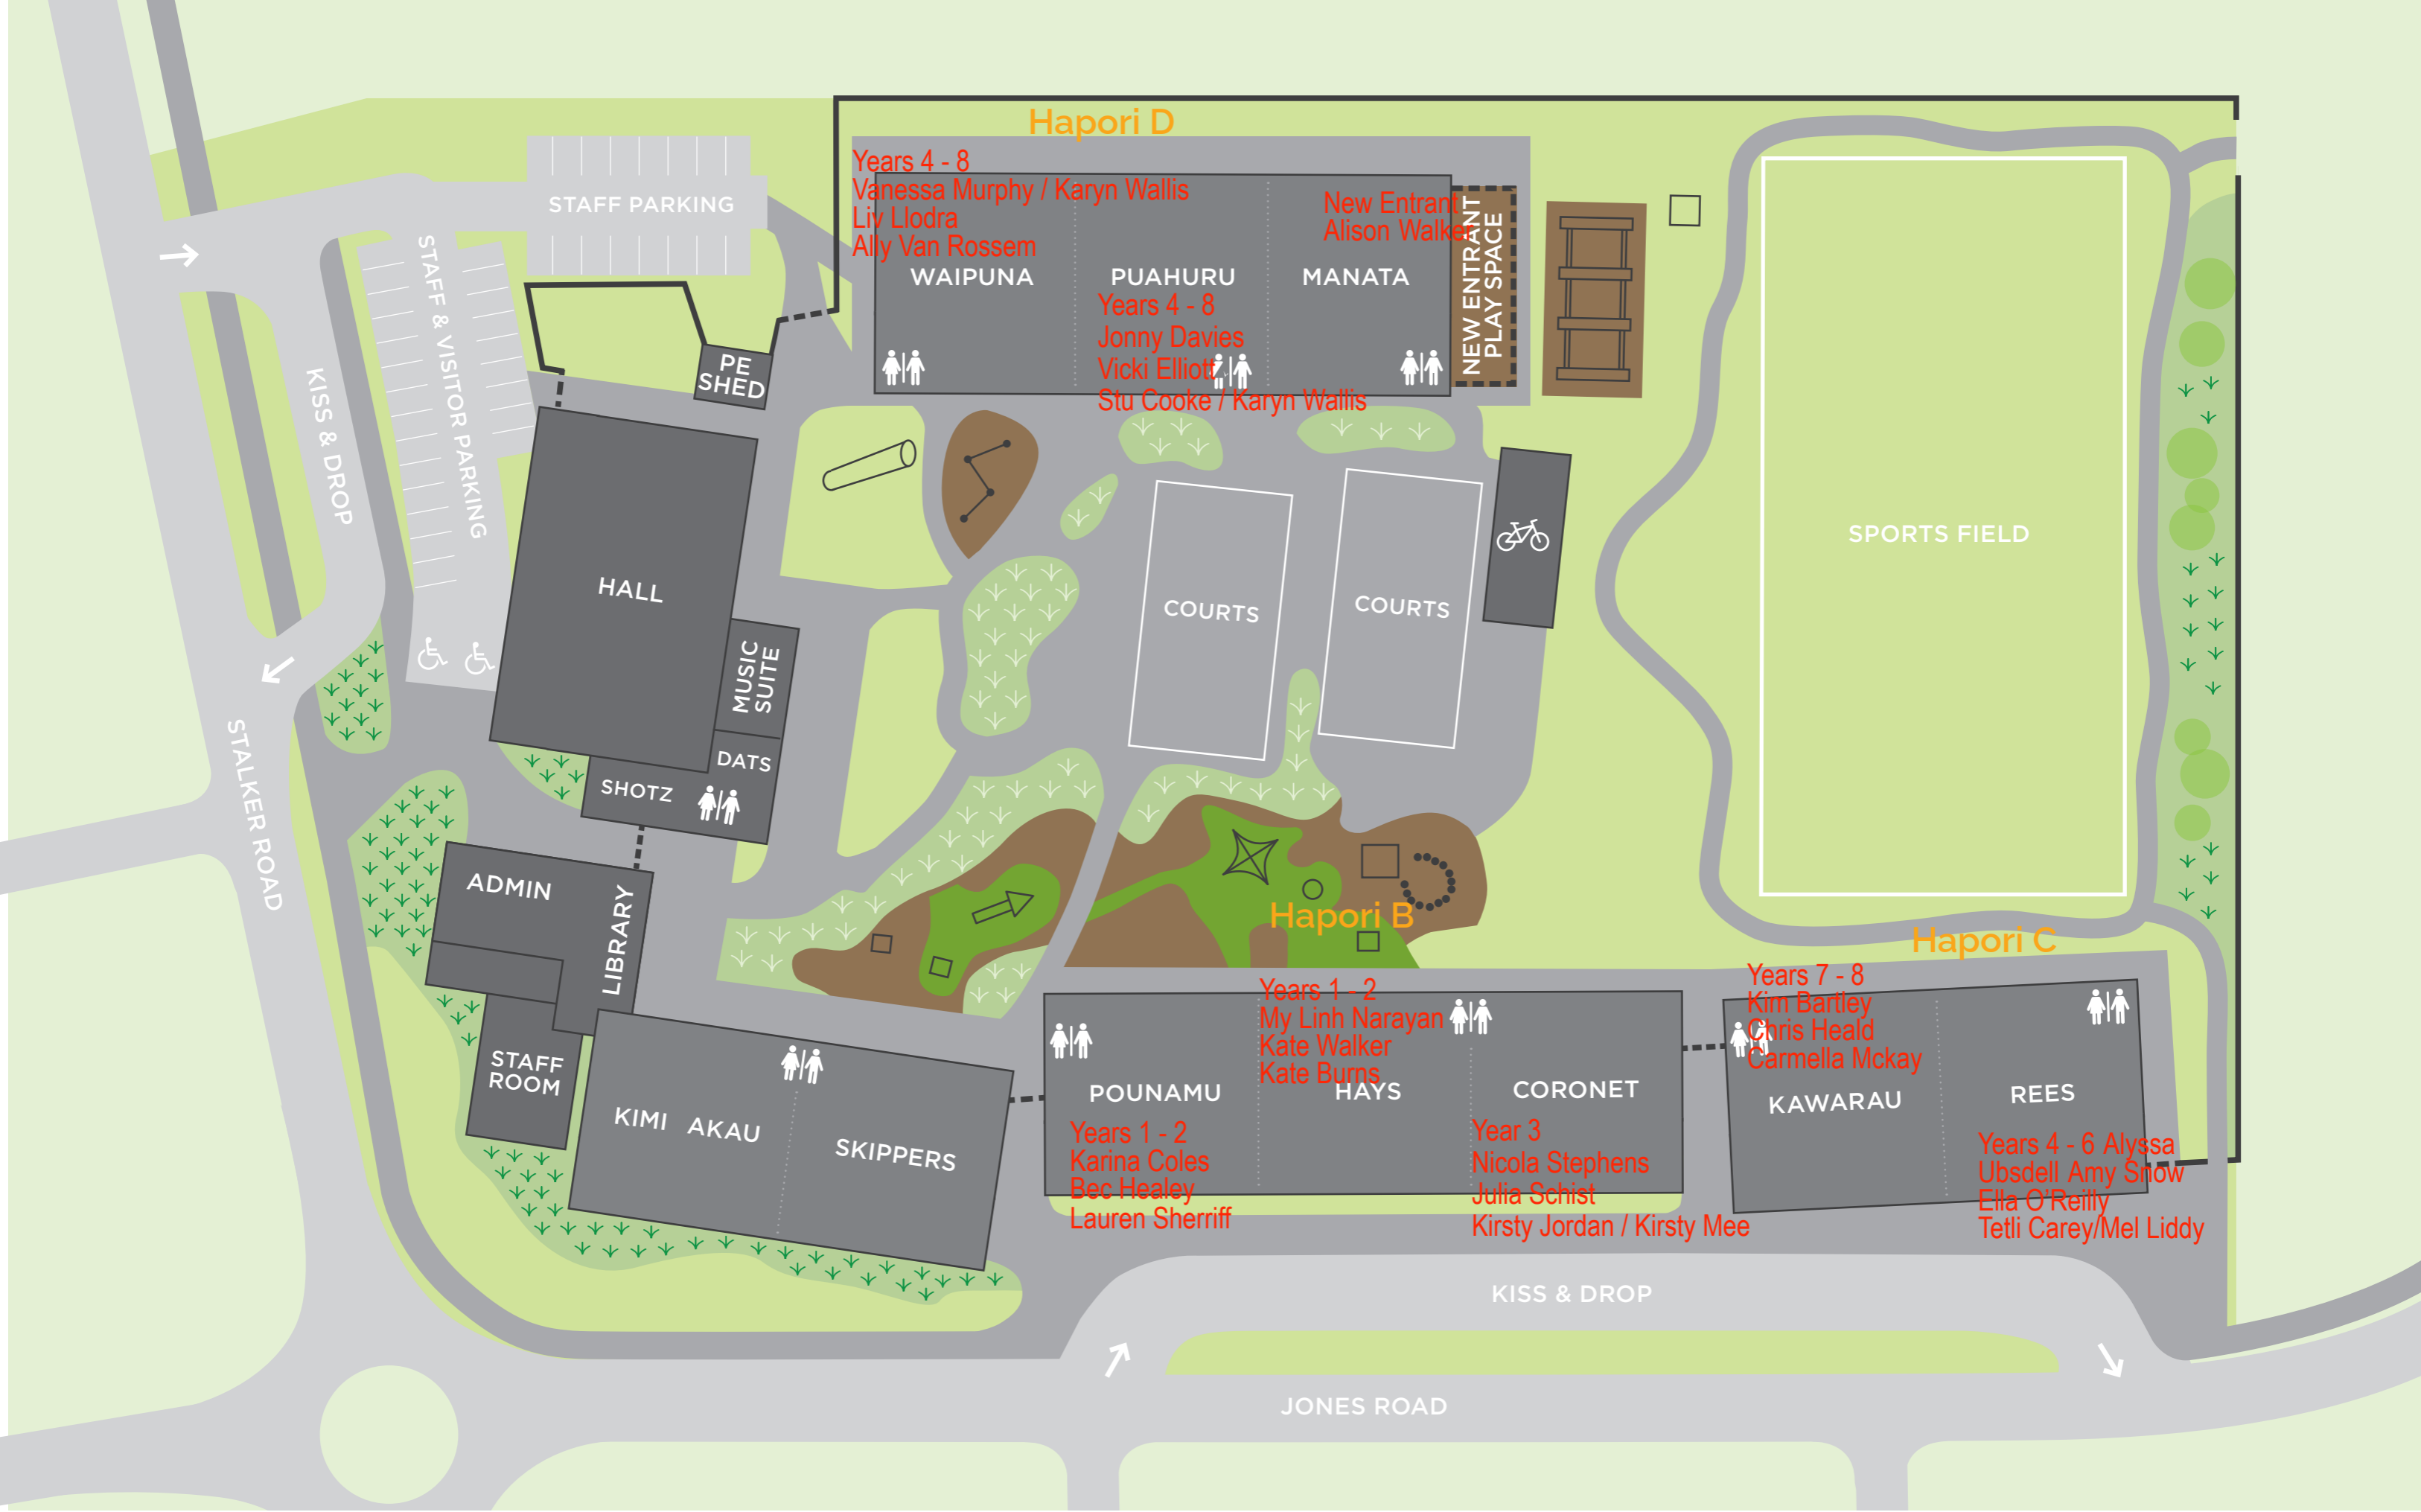 Hapori D
Years 4 - 8
Vanessa Murphy / Karyn Wallis
Liv Llodra
Ally Van Rossem
WAIPUNA
PUAHURU
Years 4 - 8
Jonny Davies
Vicki Elliott
Stu Cooke / Karyn Wallis
New Entrant
Alison Walker
MANATA
NEW ENTRANT
PLAY SPACE
STAFF PARKING
STAFF & VISITOR PARKING
KISS & DROP
PE
SHED
HALL
MUSIC
SUITE
DATS
SHOTZ
COURTS
COURTS
SPORTS FIELD
STALKER ROAD
ADMIN
LIBRARY
STAFF
ROOM
KIMI AKAU
SKIPPERS
Hapori B
POUNAMU
Years 1 - 2
Karina Coles
Bec Healey
Lauren Sherriff
Years 1 - 2
My Linh Narayan
Kate Walker
Kate Burns
HAYS
CORONET
Year 3
Nicola Stephens
Julia Schist
Kirsty Jordan / Kirsty Mee
Hapori C
Years 7 - 8
Kim Bartley
Chris Heald
Carmella Mckay
KAWARAU
REES
Years 4 - 6 Alyssa
Ubsdell Amy Snow
Ella O'Reilly
Tetli Carey/Mel Liddy
KISS & DROP
JONES ROAD